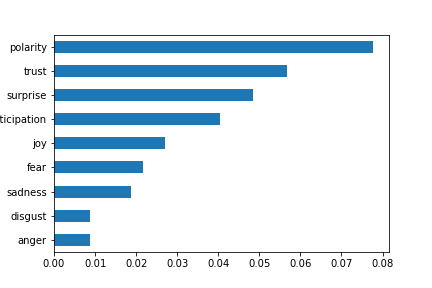 polarity
trust
surprise
ticipation
joy
fear
sadness
disgust
anger
0.00 0.01 0.02 0.03 0.04 0.05 0.06 0.07 0.08